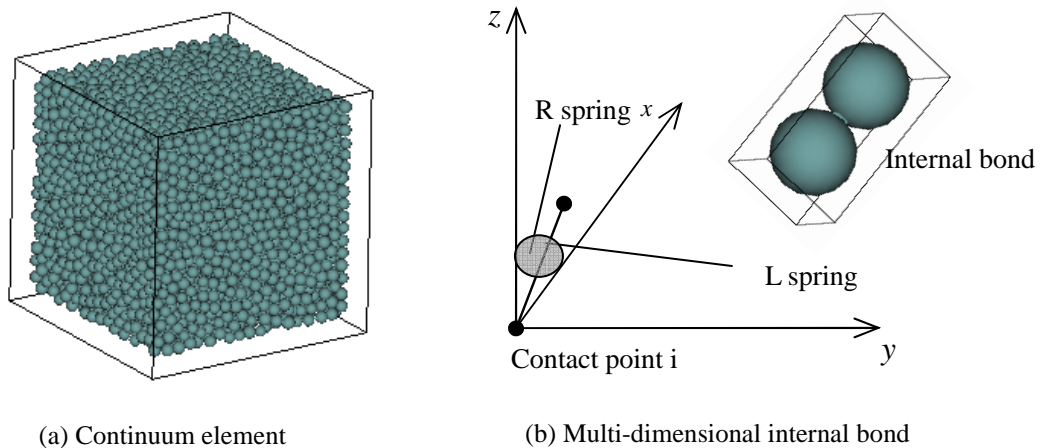 z
R spring
x
Internal bond
L spring
Contact point i
y
(a) Continuum element
(b) Multi-dimensional internal bond